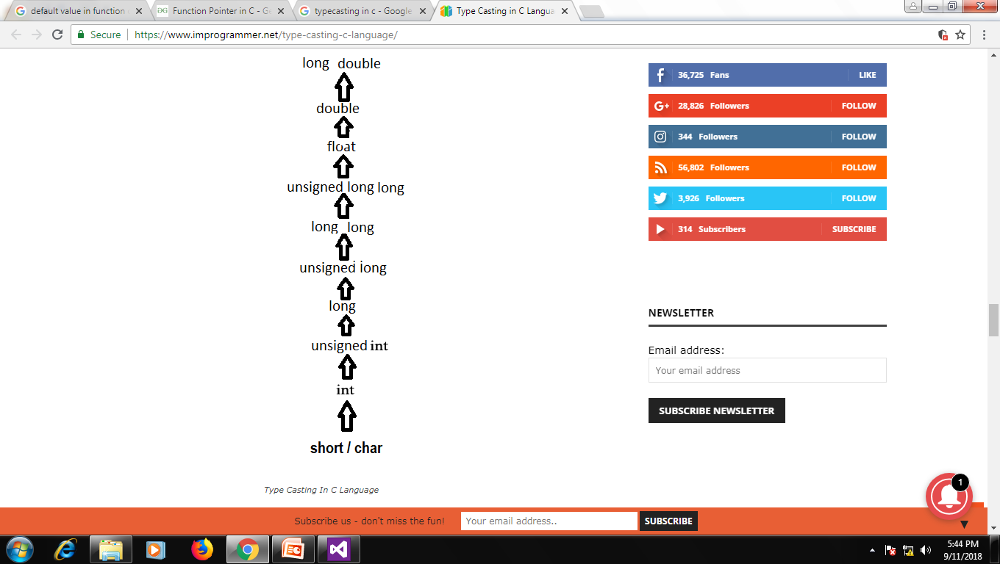 default value in function
Function Pointer in C - Ge
typecasting in c - Google
Type Casting in C Langua
Secure
https://www.improgrammer.net/type-casting-c-language/
long double
double
float
unsigned long long
long long
unsigned long
long
unsigned int
int
short / char
Type Casting In C Language
36,725 Fans LIKE
28,826 Followers FOLLOW
344 Followers FOLLOW
56,802 Followers FOLLOW
3,926 Followers FOLLOW
314 Subscribers SUBSCRIBE
NEWSLETTER
Email address:
Your email address
SUBSCRIBE NEWSLETTER
1
Subscribe us - don't miss the fun! Your email address.. SUBSCRIBE
5:44 PM
9/11/2018